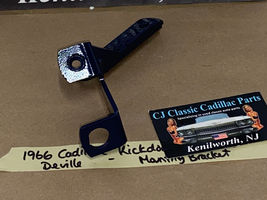 CJ Classic Cadillac Parts
Kenilworth, NJ
1966 Cadi Kickdo
Deville - Mounting Bracket